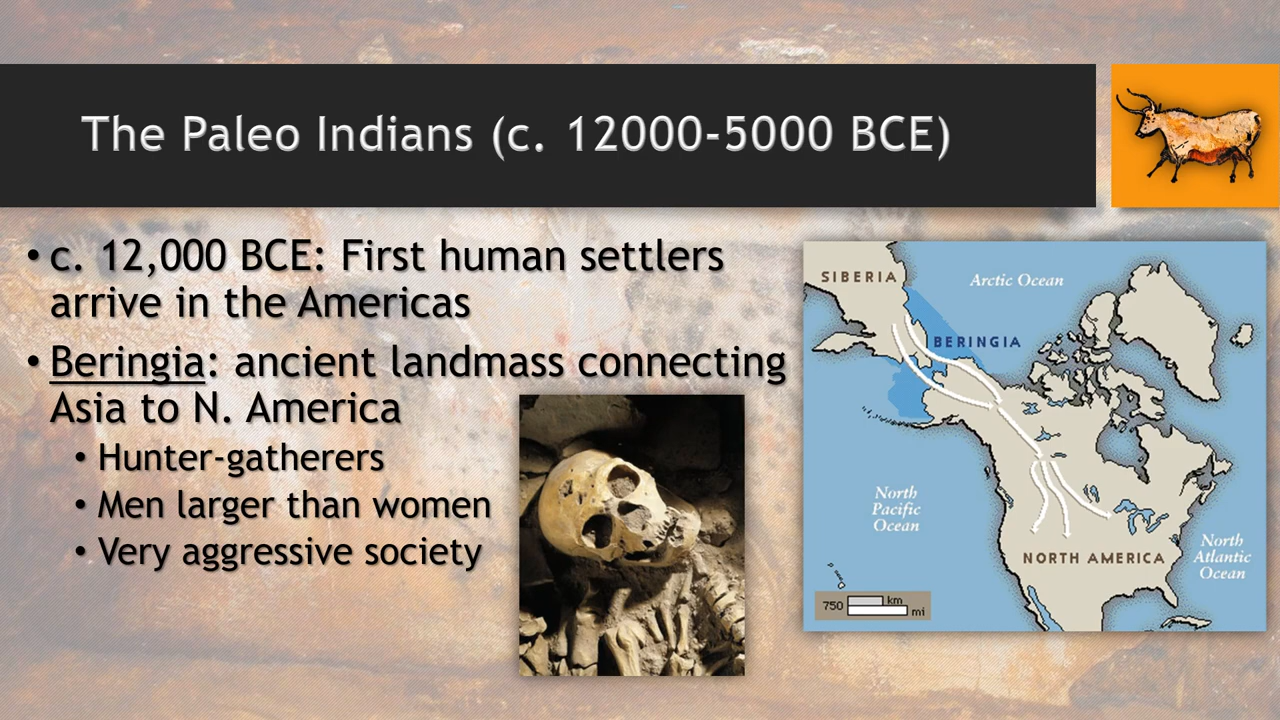 The Paleo Indians (c. 12000-5000 BCE)
• c. 12,000 BCE: First human settlers
arrive in the Americas
• Beringia: ancient landmass connecting
Asia to N. America
• Hunter-gatherers
• Men larger than women
• Very aggressive society
SIBERIA
Arctic Ocean
BERINGIA
North
Pacific
Ocean
NORTH AMERICA
North
Atlantic
Ocean
750 km
mi